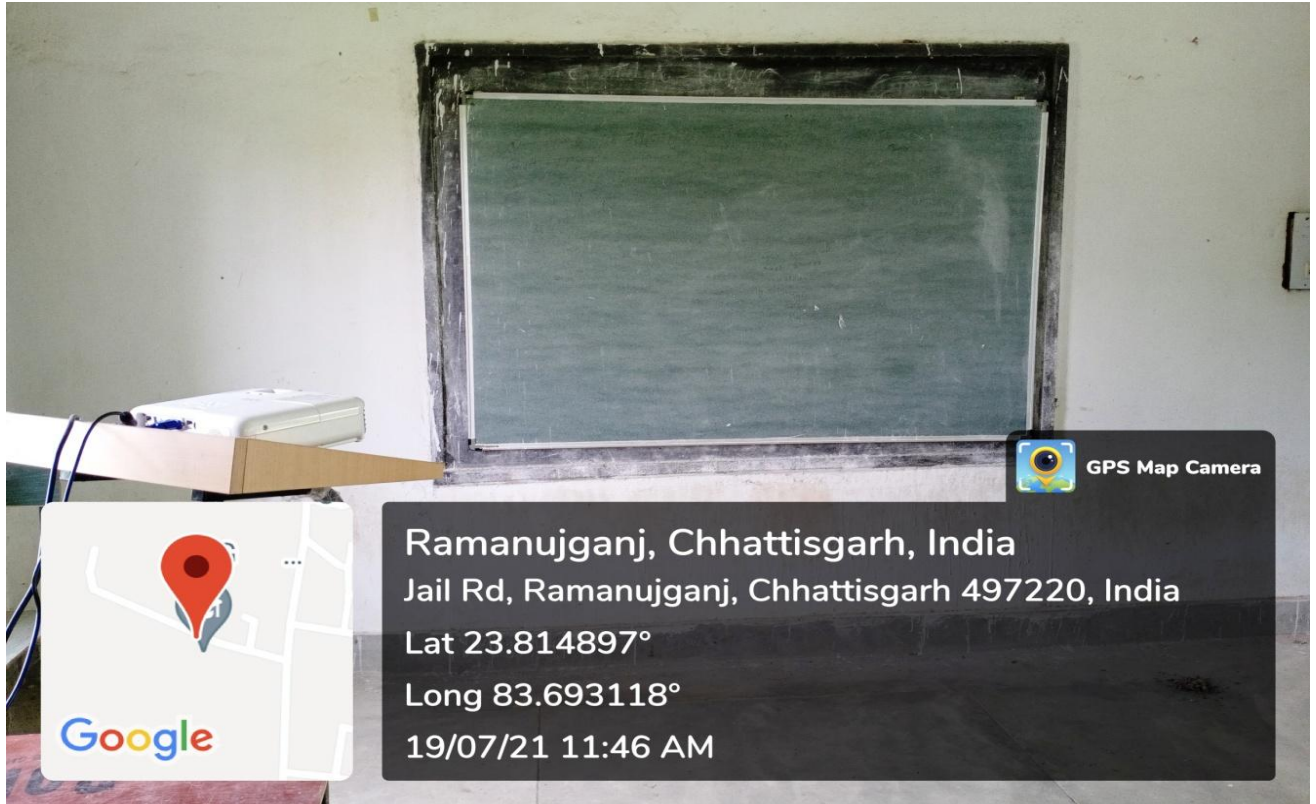 GPS Map Camera
Ramanujganj, Chhattisgarh, India
Jail Rd, Ramanujganj, Chhattisgarh 497220, India
Lat 23.814897°
Long 83.693118°
19/07/21 11:46 AM
Google